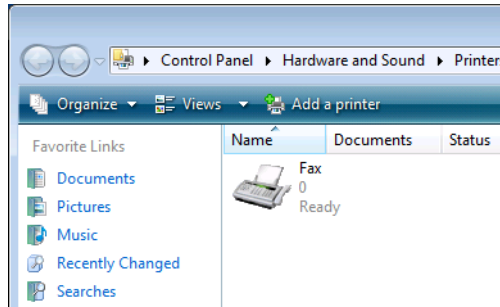 Control Panel ▸ Hardware and Sound ▸ Printer
Organize Views Add a printer
Favorite Links
Documents
Pictures
Music
Recently Changed
Searches
Name Documents Status
Fax
0
Ready